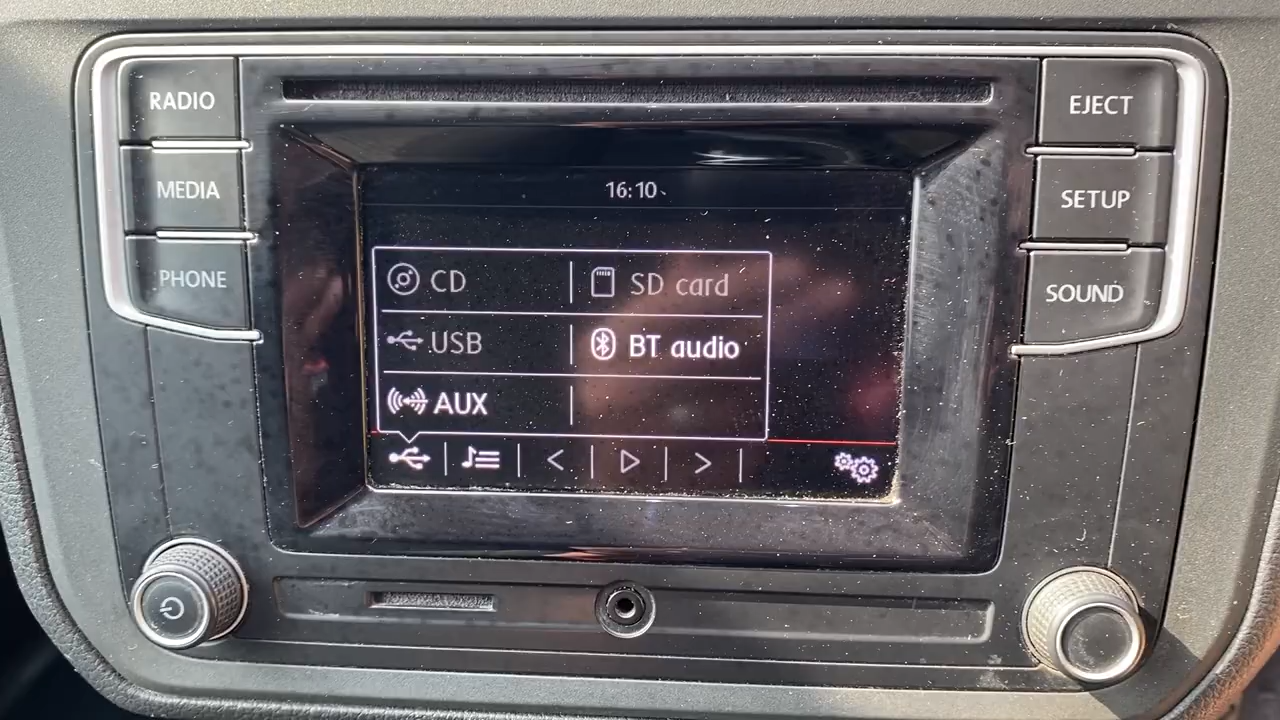 RADIO
MEDIA
PHONE
16:10
CD
SD card
USB
BT audio
AUX
EJECT
SETUP
SOUND